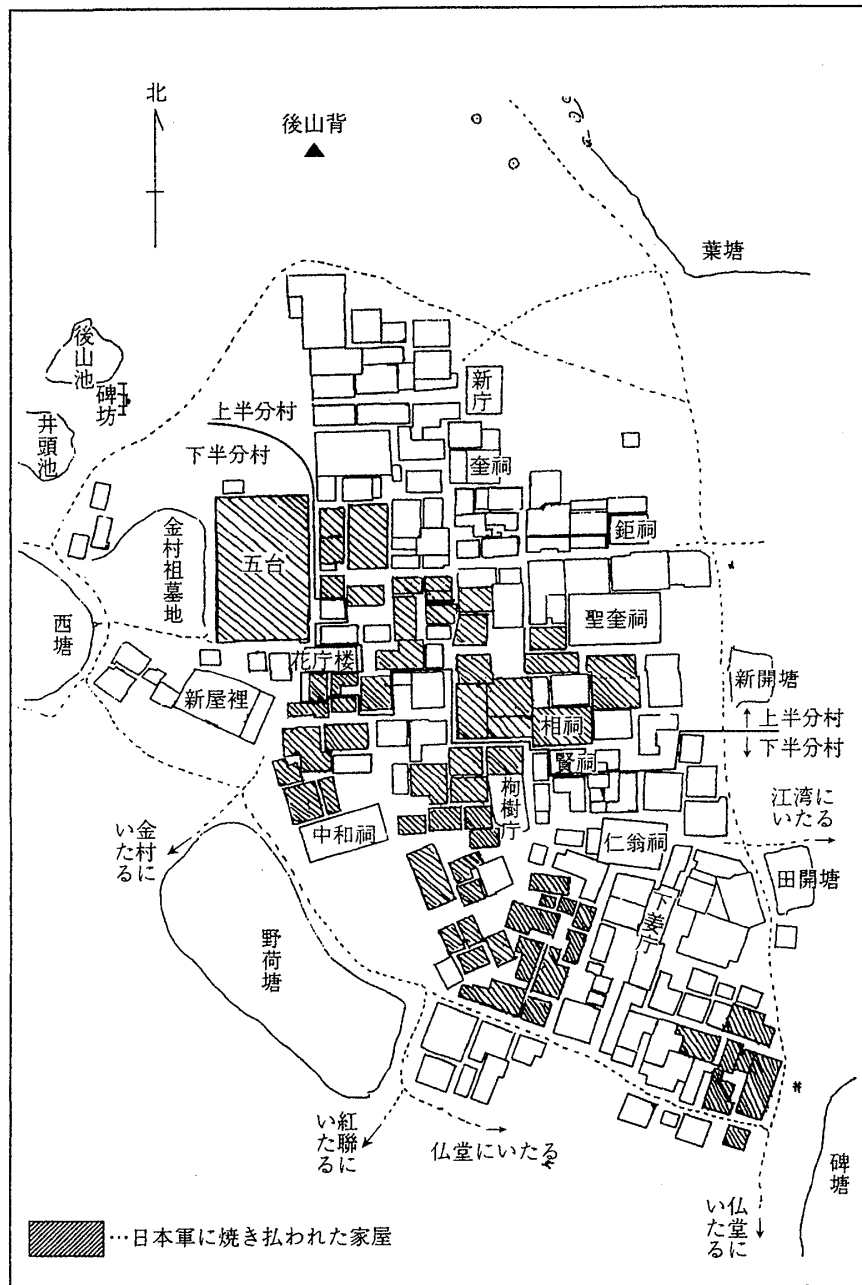 北
後山背
葉塘
後山池
碑坊
井頭池
新庁
上半分村
下半分村
奎祠
鉅祠
金村祖墓地
五台
聖奎祠
西塘
花庁楼
新屋裡
新開塘
相祠
↑上半分村
↓下半分村
賢祠
枸樹庁
江湾に
いたる
中和祠
仁翁祠
金村に
いたる
田開塘
下姜庁
野荷塘
紅聯に
いたる
仏堂にいたる
碑塘
仏堂に
いたる
…日本軍に焼き払われた家屋